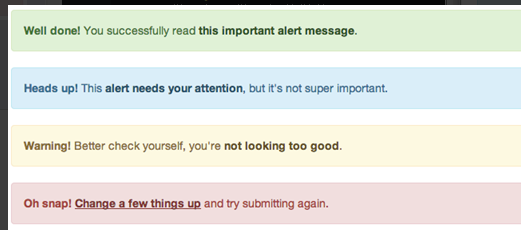 Well done! You successfully read this important alert message.
Heads up! This alert needs your attention, but it's not super important.
Warning! Better check yourself, you're not looking too good.
Oh snap! Change a few things up and try submitting again.